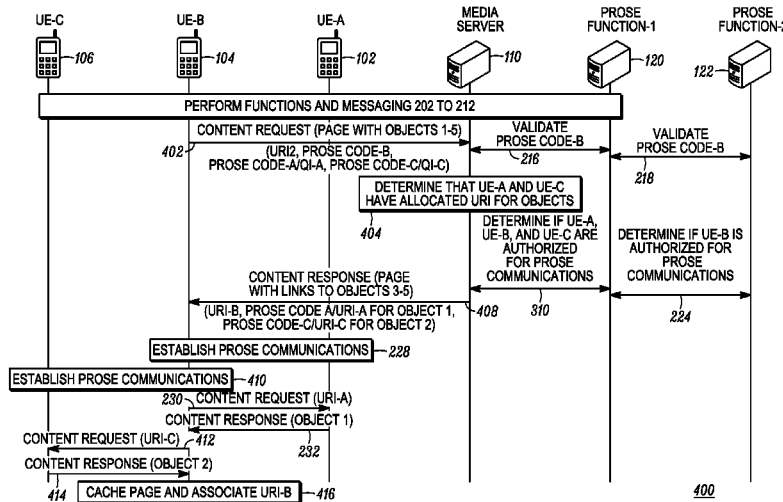 UE-C
UE-B
UE-A
MEDIA
SERVER
PROSE
FUNCTION-1
PROSE
FUNCTION-2
106
104
102
110
120
122
PERFORM FUNCTIONS AND MESSAGING 202 TO 212
CONTENT REQUEST (PAGE WITH OBJECTS 1-5)
402
(URI2, PROSE CODE-B,
PROSE CODE-A/QI-A, PROSE CODE-C/QI-C)
VALIDATE
PROSE CODE-B
216
VALIDATE
PROSE CODE-B
218
DETERMINE THAT UE-A AND UE-C
HAVE ALLOCATED URI FOR OBJECTS
404
DETERMINE IF UE-A,
UE-B, AND UE-C ARE
AUTHORIZED
FOR PROSE
COMMUNICATIONS
310
DETERMINE IF UE-B IS
AUTHORIZED FOR
PROSE
COMMUNICATIONS
224
CONTENT RESPONSE (PAGE
WITH LINKS TO OBJECTS 3-5)
408
(URI-B, PROSE CODE A/URI-A FOR OBJECT 1,
PROSE CODE-C/URI-C FOR OBJECT 2)
ESTABLISH PROSE COMMUNICATIONS
228
ESTABLISH PROSE COMMUNICATIONS
410
230
CONTENT REQUEST (URI-A)
CONTENT RESPONSE (OBJECT 1)
232
CONTENT REQUEST (URI-C)
412
CONTENT RESPONSE (OBJECT 2)
414
CACHE PAGE AND ASSOCIATE URI-B
416
400